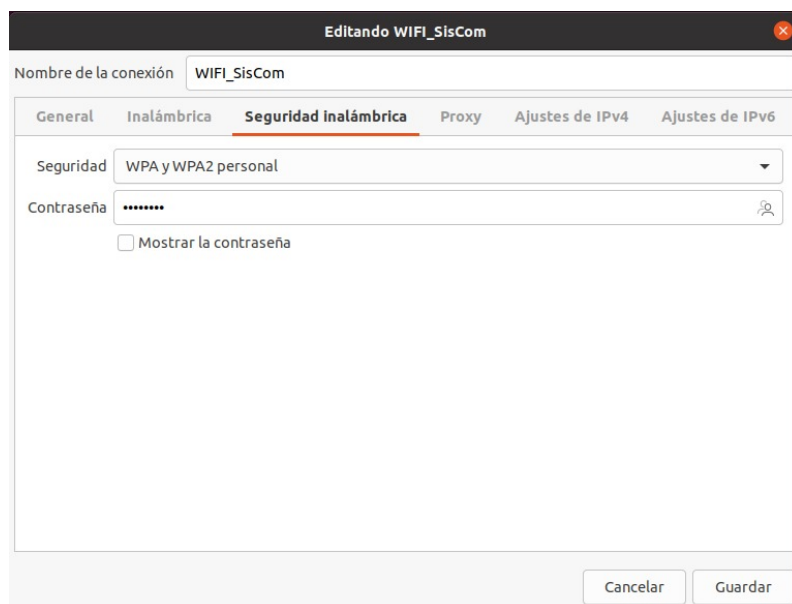 Editando WIFI_SisCom
Nombre de la conexión WIFI_SisCom
General Inalámbrica Seguridad inalámbrica Proxy Ajustes de IPv4 Ajustes de IPv6
Seguridad WPA y WPA2 personal
Contraseña ••••••••
Mostrar la contraseña
Cancelar Guardar